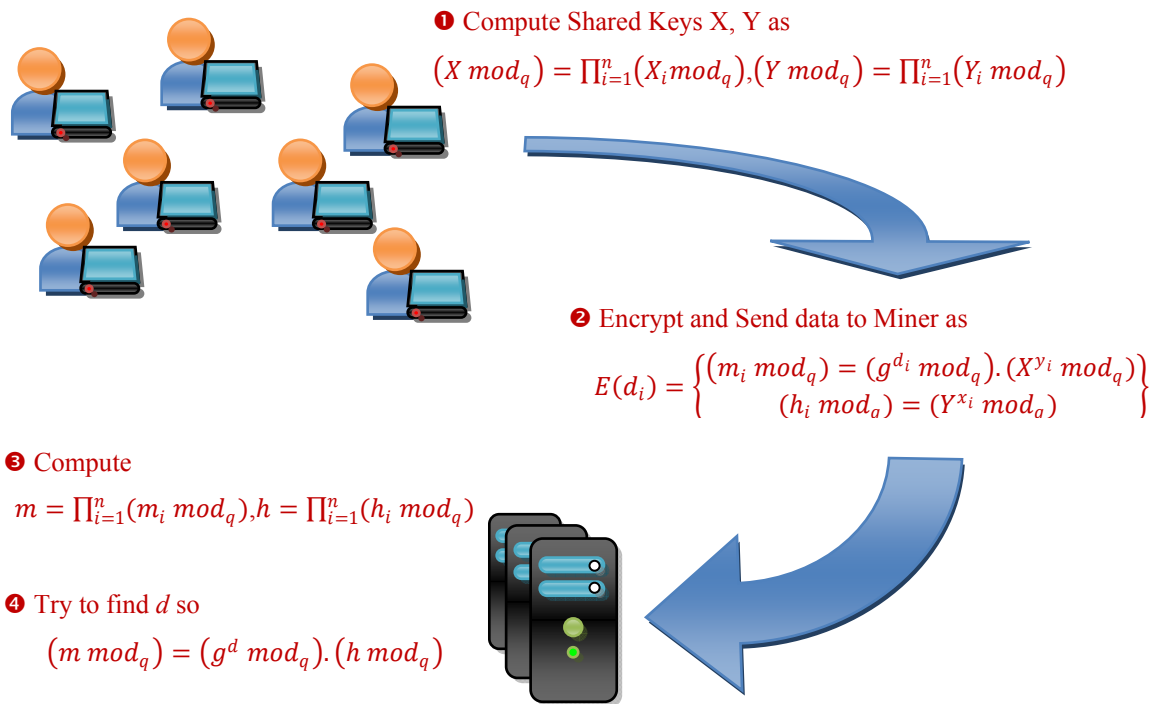 ❶ Compute Shared Keys X, Y as
(X mod_q) = ∏_{i=1}^{n}(X_i mod_q),(Y mod_q) = ∏_{i=1}^{n}(Y_i mod_q)
❷ Encrypt and Send data to Miner as
E(d_i) = {(m_i mod_q) = (g^{d_i} mod_q).(X^{y_i} mod_q)}
(h_i mod_q) = (Y^{x_i} mod_q)
❸ Compute
m = ∏_{i=1}^{n}(m_i mod_q),h = ∏_{i=1}^{n}(h_i mod_q)
❹ Try to find d so
(m mod_q) = (g^d mod_q).(h mod_q)